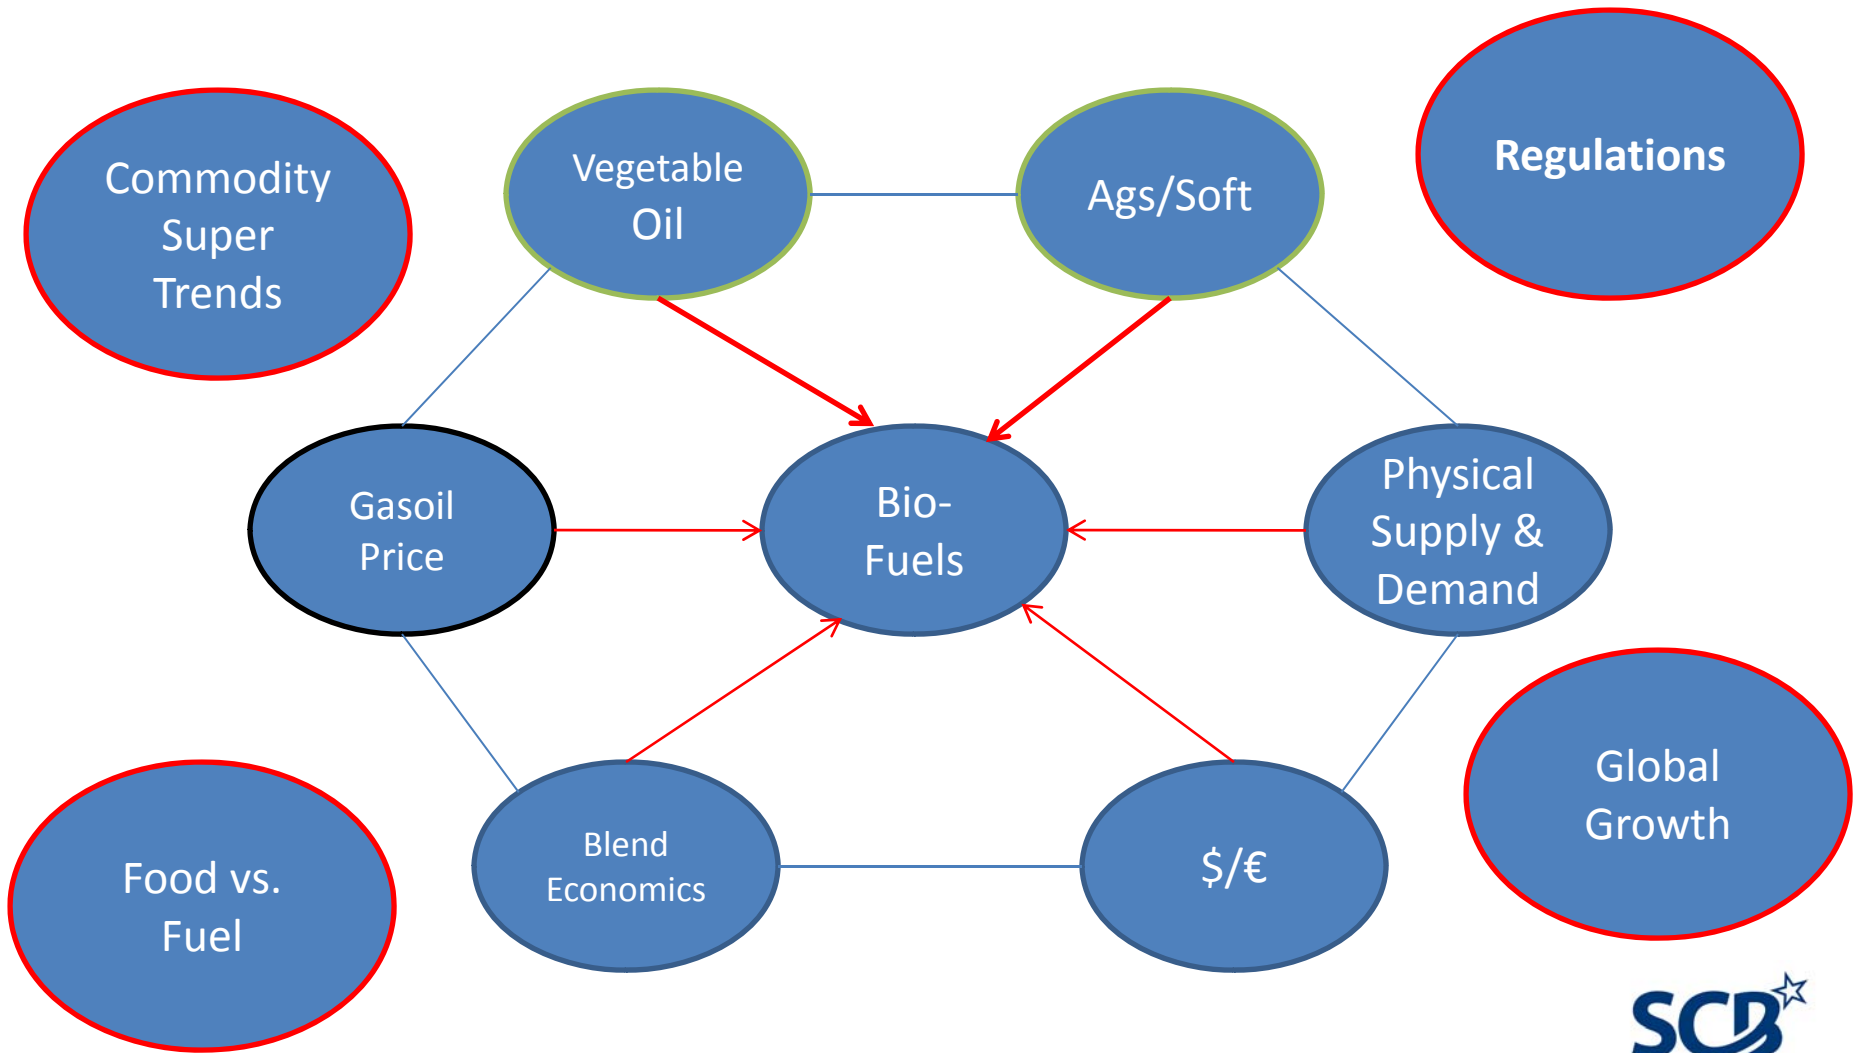 Commodity
Super
Trends
Vegetable
Oil
Ags/Soft
Regulations
Gasoil
Price
Bio-
Fuels
Physical
Supply &
Demand
Food vs.
Fuel
Blend
Economics
$/€
Global
Growth
SCB